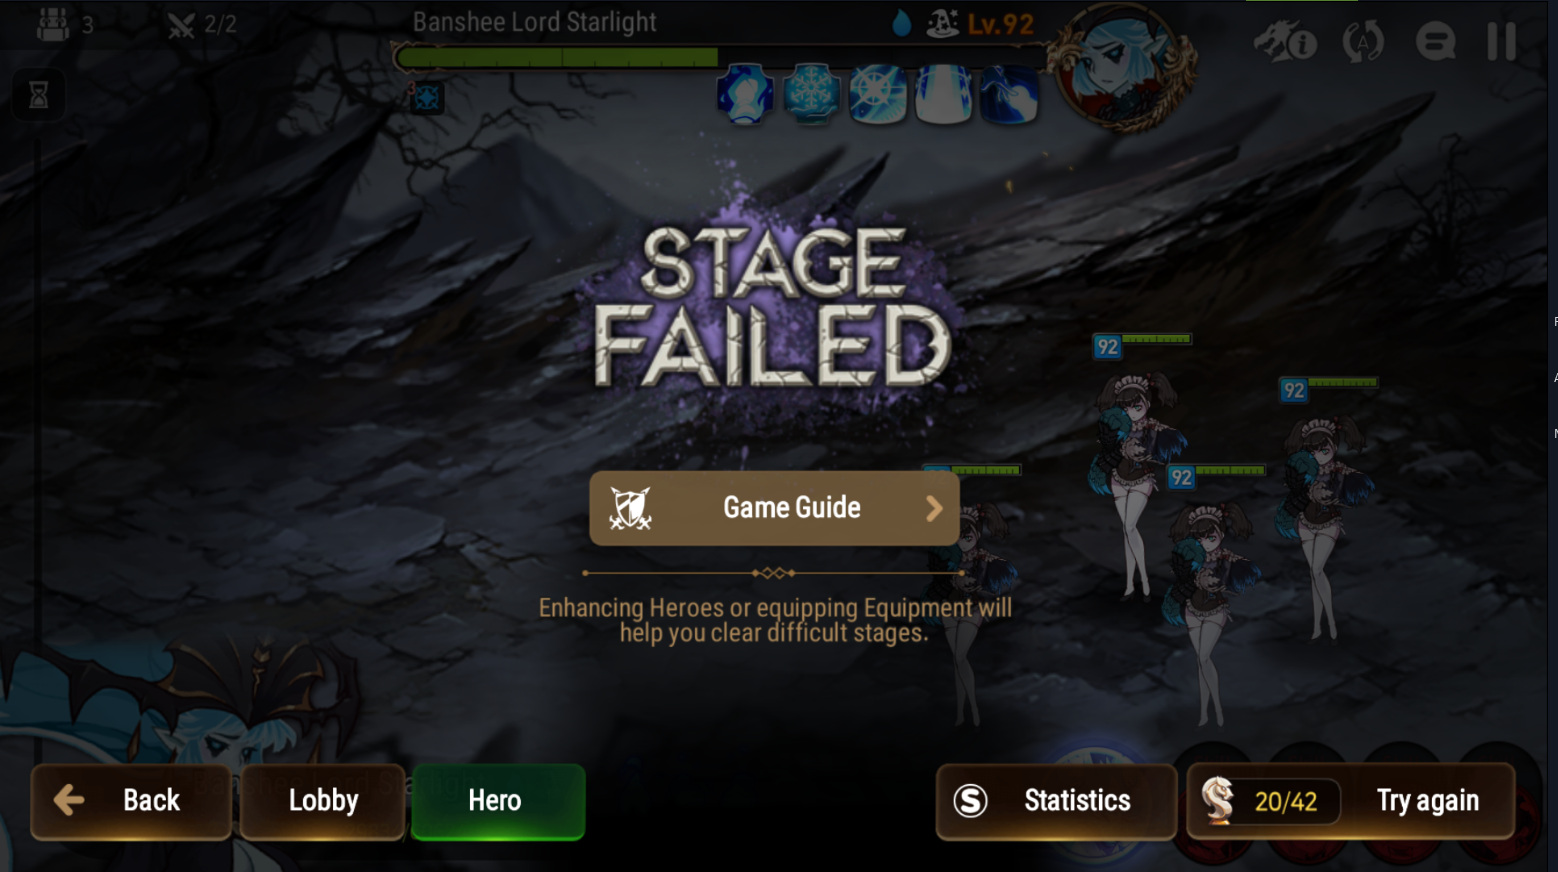 3
2/2
Banshee Lord Starlight
Lv.92
3
STAGE
FAILED
92
92
92
Game Guide
Enhancing Heroes or equipping Equipment will
help you clear difficult stages.
Back
Lobby
Hero
Statistics
20/42
Try again